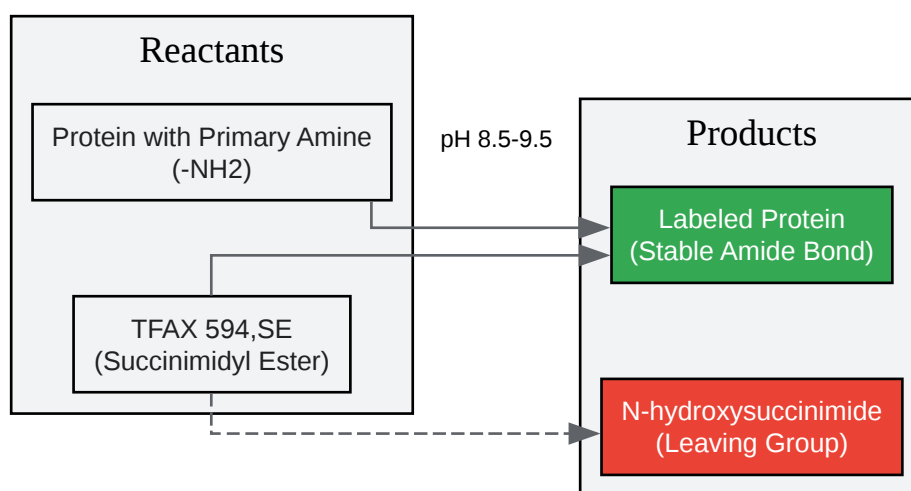 Reactants
Protein with Primary Amine
(-NH2)
TFAX 594,SE
(Succinimidyl Ester)
pH 8.5-9.5
Products
Labeled Protein
(Stable Amide Bond)
N-hydroxysuccinimide
(Leaving Group)